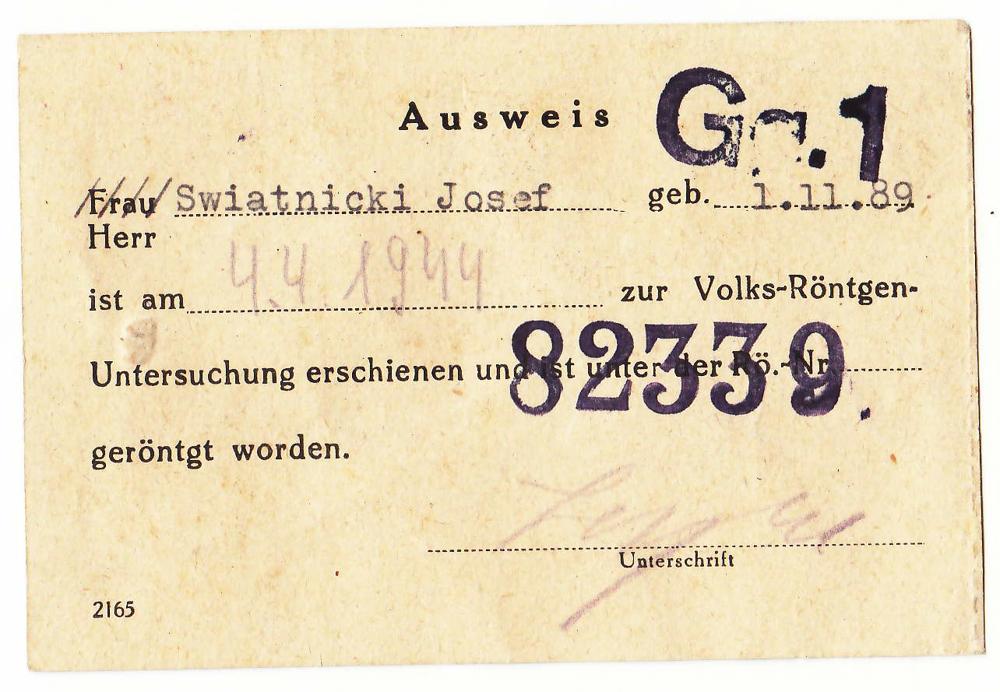 Ausweis
Gc.1
Frau Swiatnicki Josef geb. 1.11.89
Herr
ist am 4.4.1944 zur Volks-Röntgen-
Untersuchung erschienen und ist unter der Rö.-Nr.
82339
geröntgt worden.
Unterschrift
2165